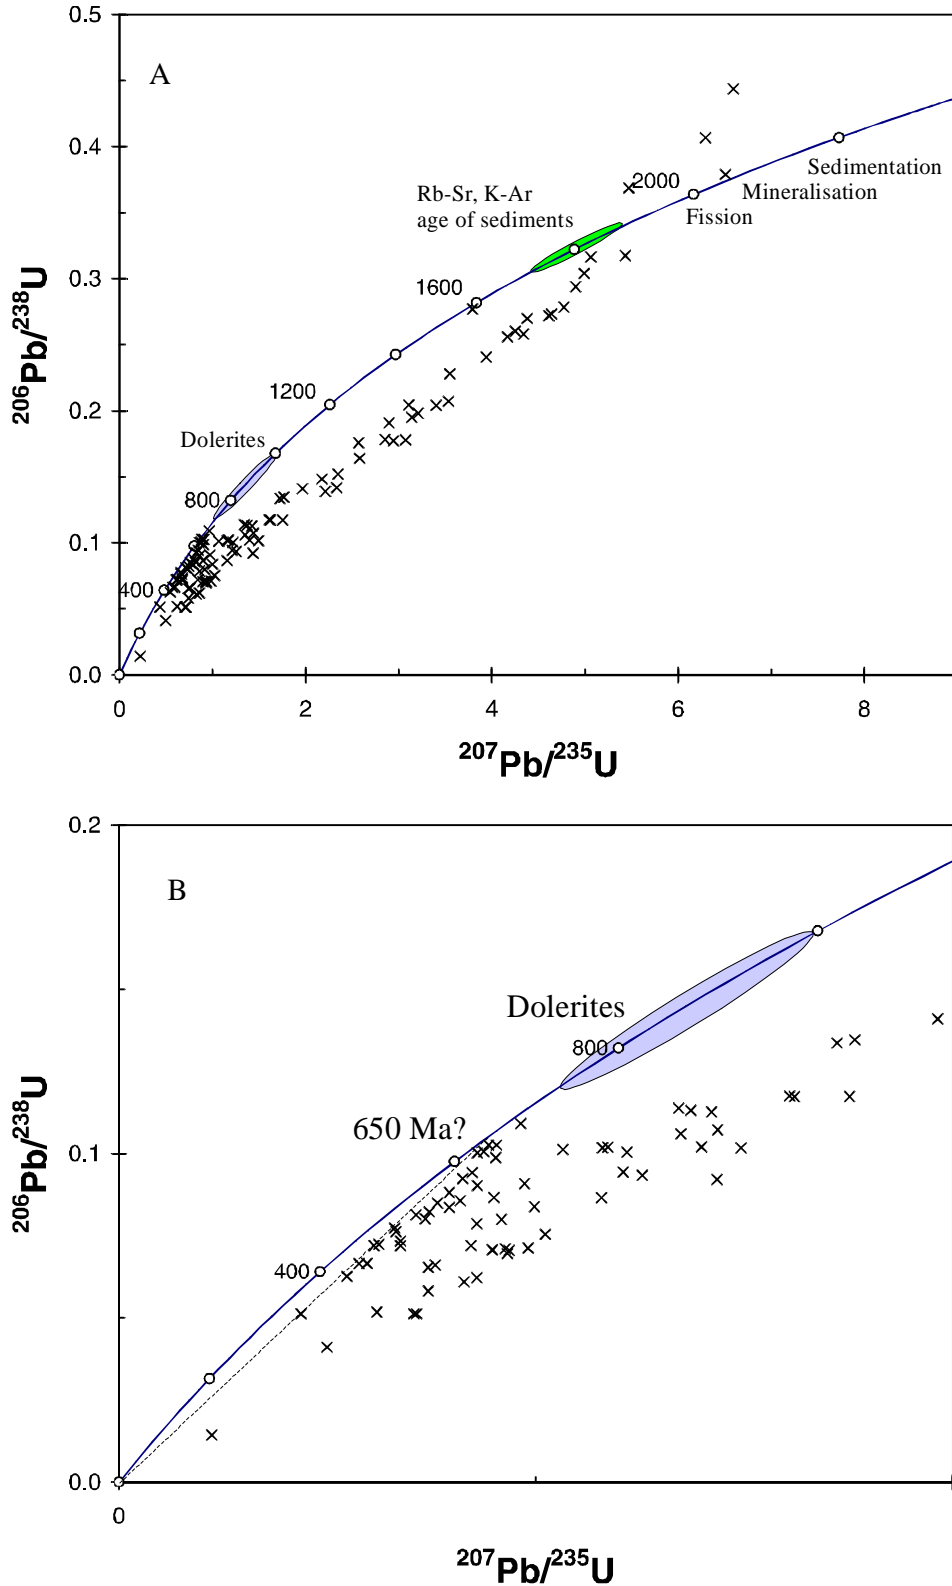 0.5
A
0.4
Sedimentation
2000
Mineralisation
Rb-Sr, K-Ar
age of sediments
Fission
0.3
1600
206Pb/238U
1200
0.2
Dolerites
800
0.1
400
0.0
0 2 4 6 8
207Pb/235U
0.2
B
Dolerites
800
650 Ma?
0.1
206Pb/238U
400
0.0
0
207Pb/235U